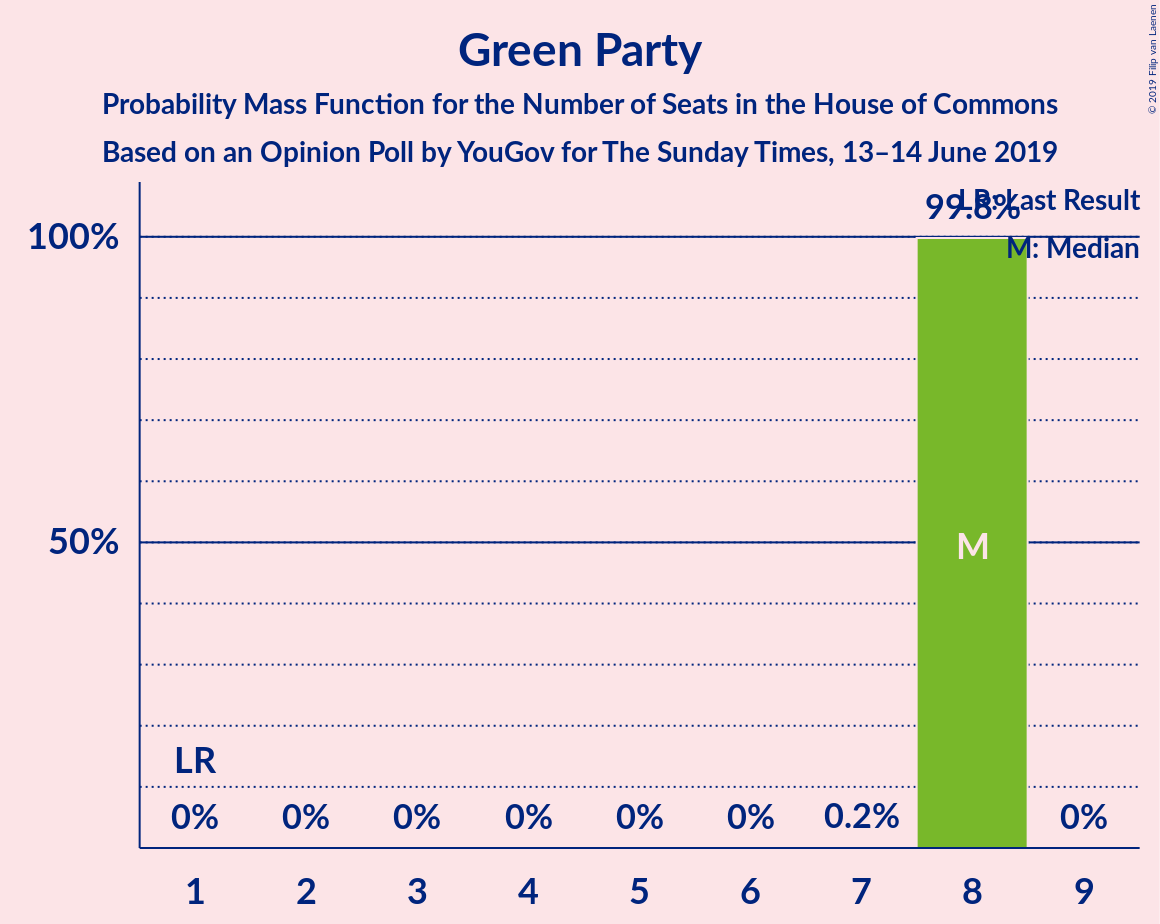 Green Party
Probability Mass Function for the Number of Seats in the House of Commons
Based on an Opinion Poll by YouGov for The Sunday Times, 13–14 June 2019
© 2019 Filip van Laenen
99.8%
LR: Last Result
M: Median
100%
50%
M
LR
0% 0% 0% 0% 0% 0% 0.2% 0%
1 2 3 4 5 6 7 8 9